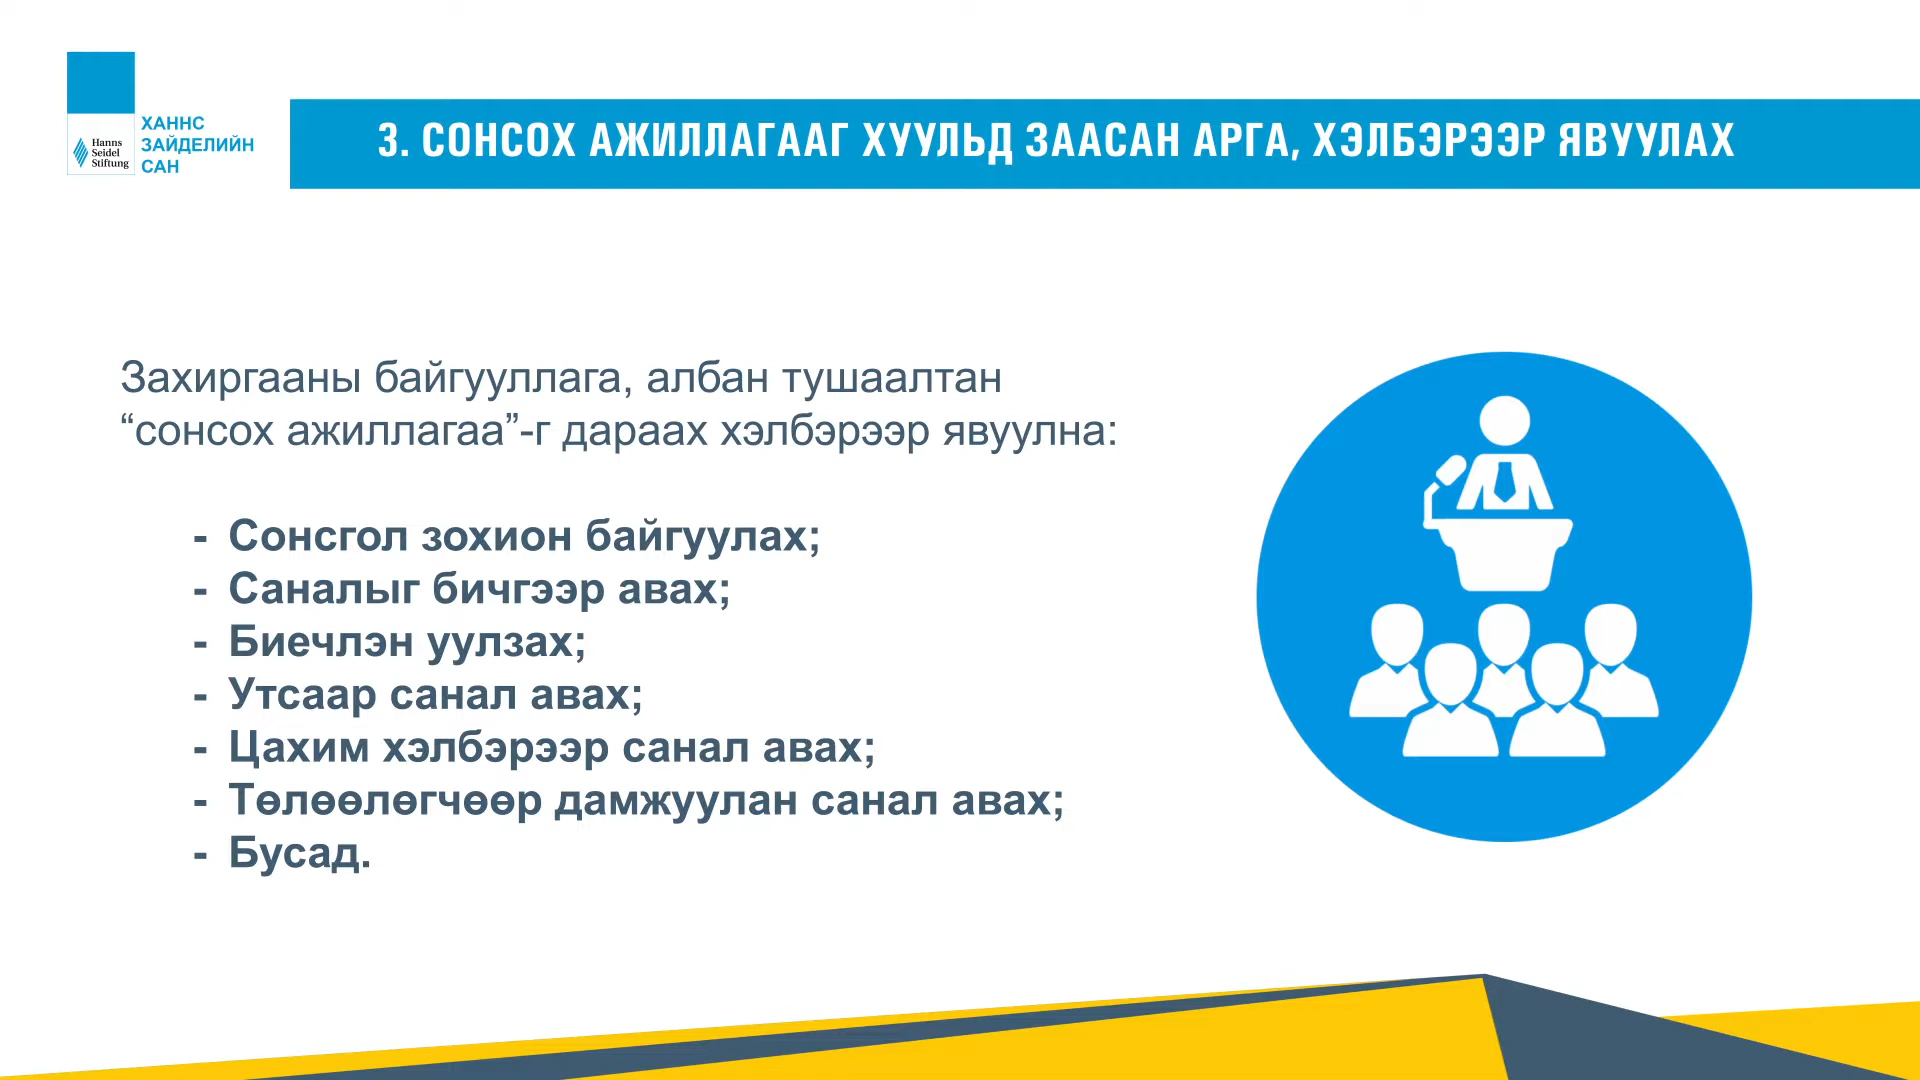 Hanns
Seidel
Stiftung
ХАННС
ЗАЙДЕЛИЙН
САН
3. СОНСОХ АЖИЛЛАГААГ ХУУЛЬД ЗААСАН АРГА, ХЭЛБЭРЭЭР ЯВУУЛАХ
Захиргааны байгууллага, албан тушаалтан
“сонсох ажиллагаа”-г дараах хэлбэрээр явуулна:
- Сонсгол зохион байгуулах;
- Саналыг бичгээр авах;
- Биечлэн уулзах;
- Утсаар санал авах;
- Цахим хэлбэрээр санал авах;
- Төлөөлөгчөөр дамжуулан санал авах;
- Бусад.